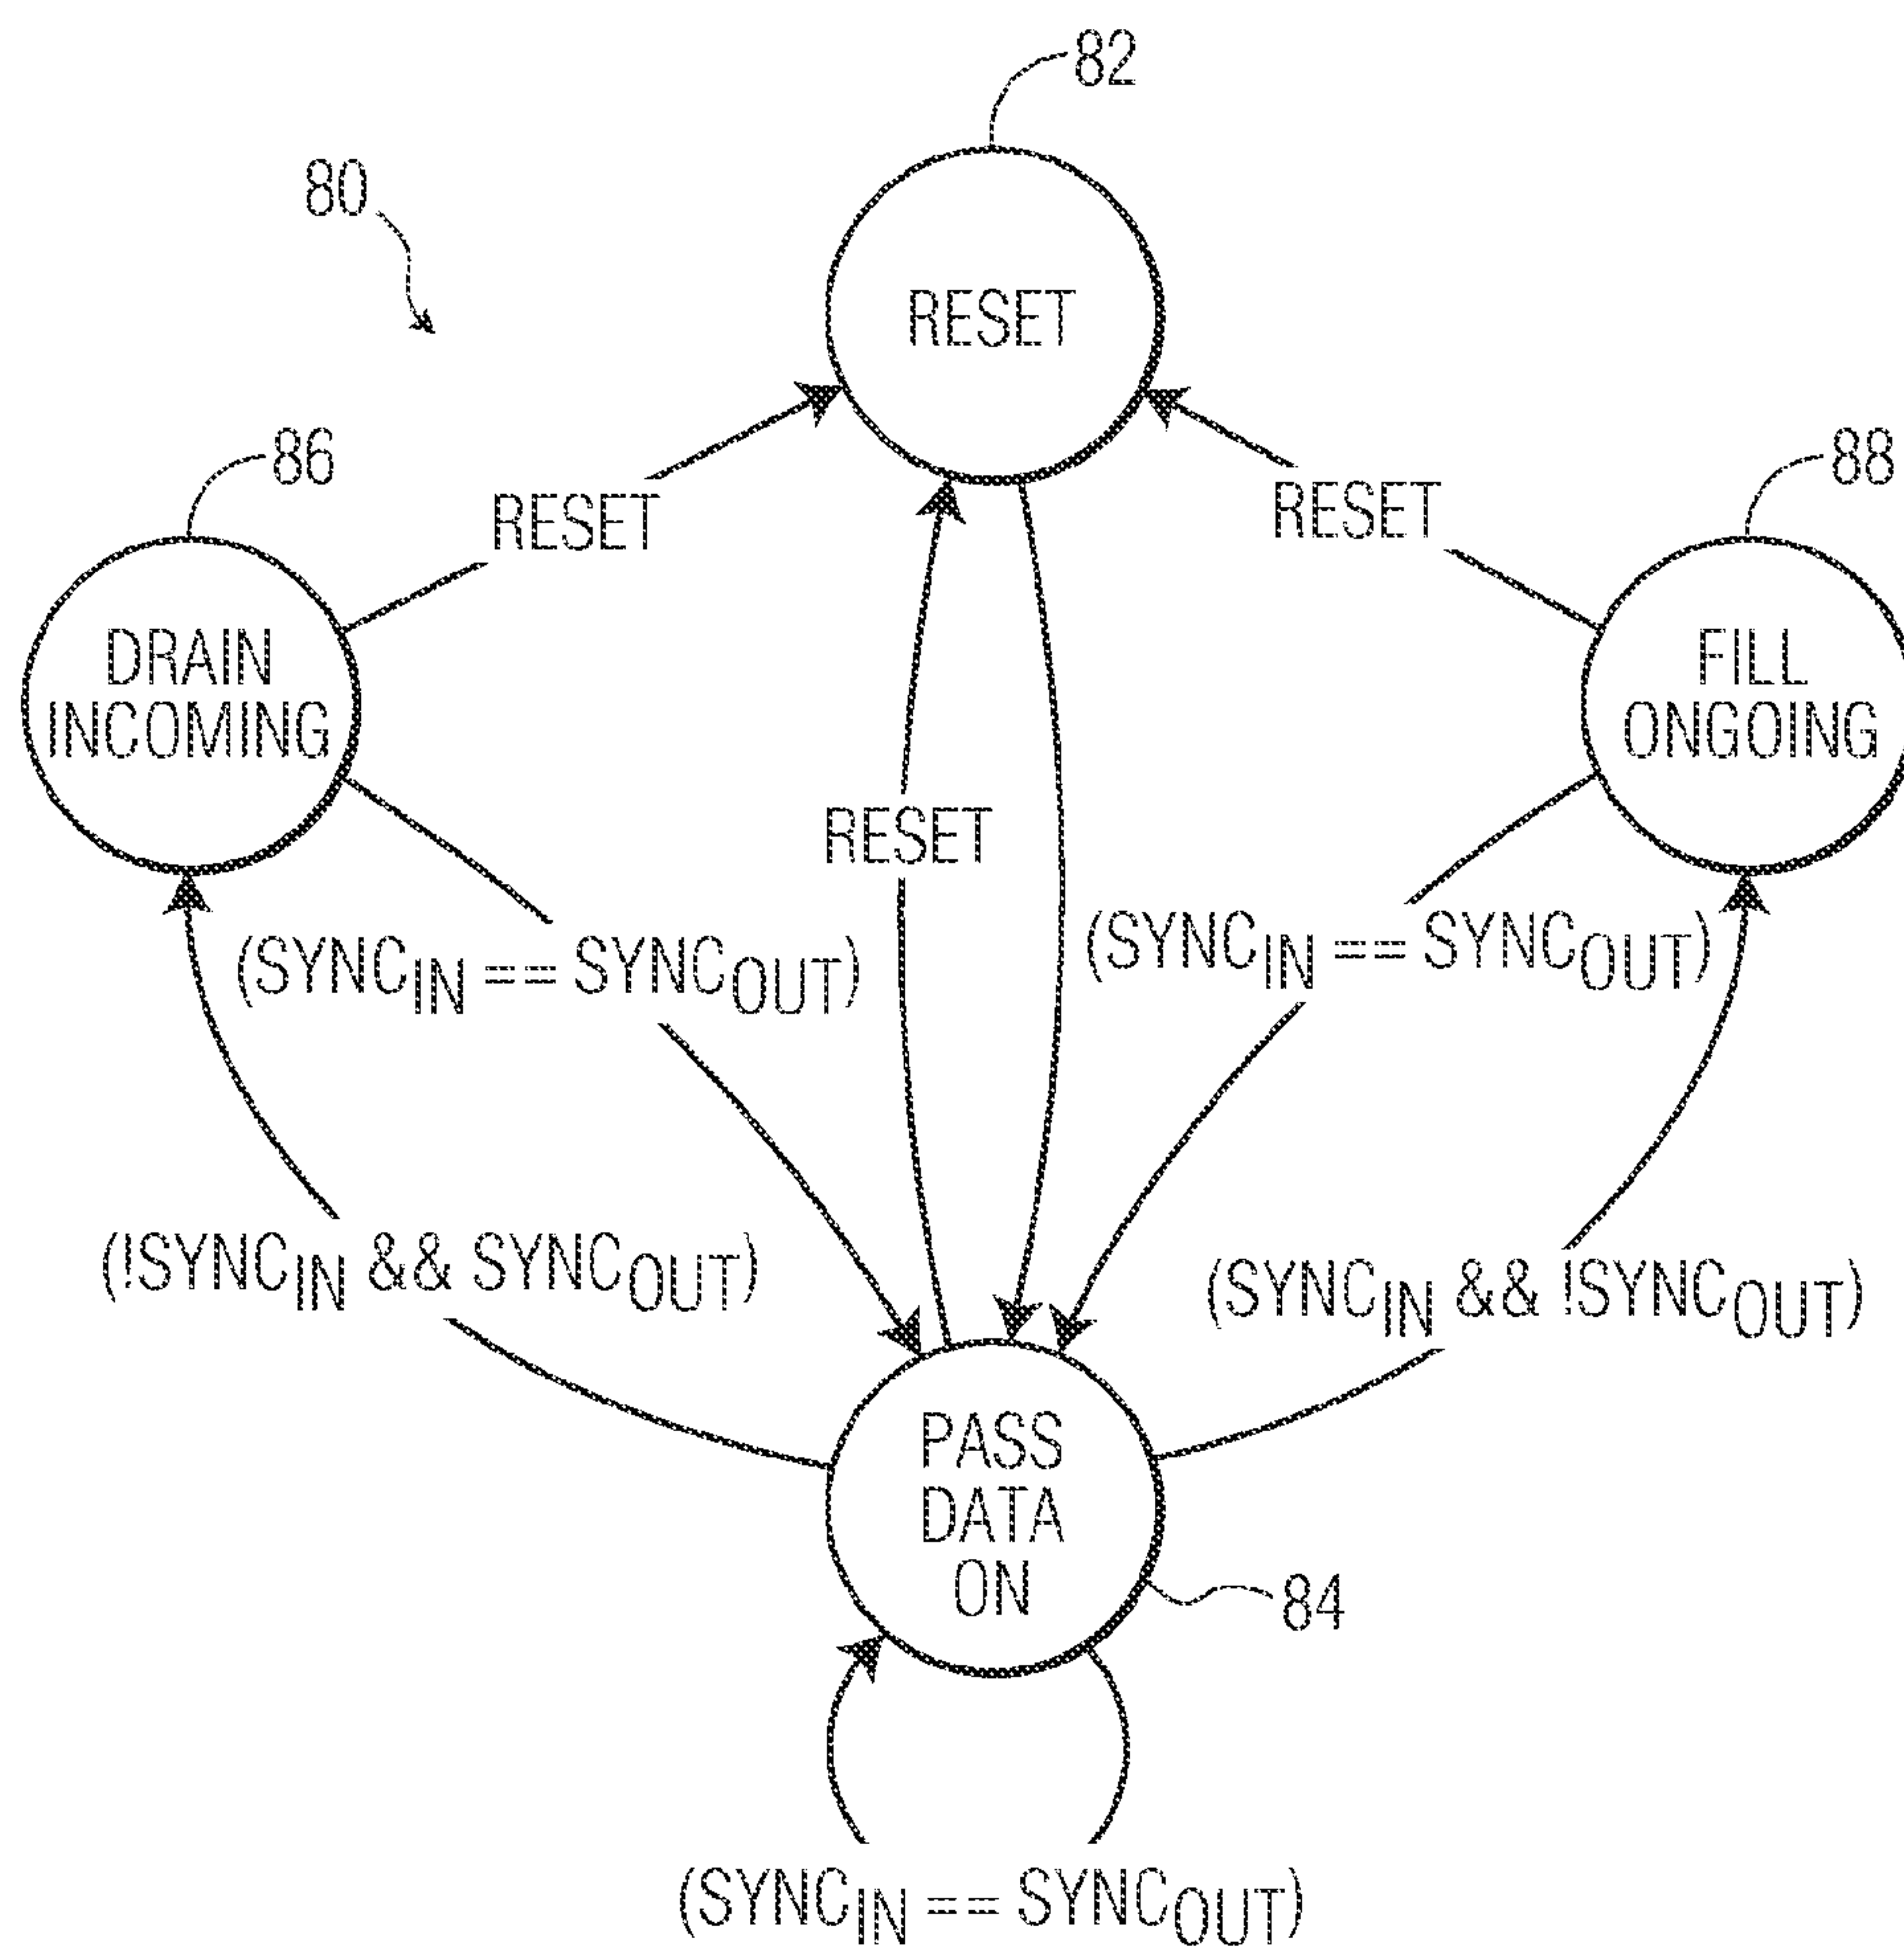 82
80
RESET
86
88
RESET
RESET
DRAIN
INCOMING
FILL
ONGOING
RESET
(SYNCIN == SYNCOUT)
(SYNCIN == SYNCOUT)
(!SYNCIN && SYNCOUT)
(SYNCIN && !SYNCOUT)
PASS
DATA
ON
84
(SYNCIN == SYNCOUT)